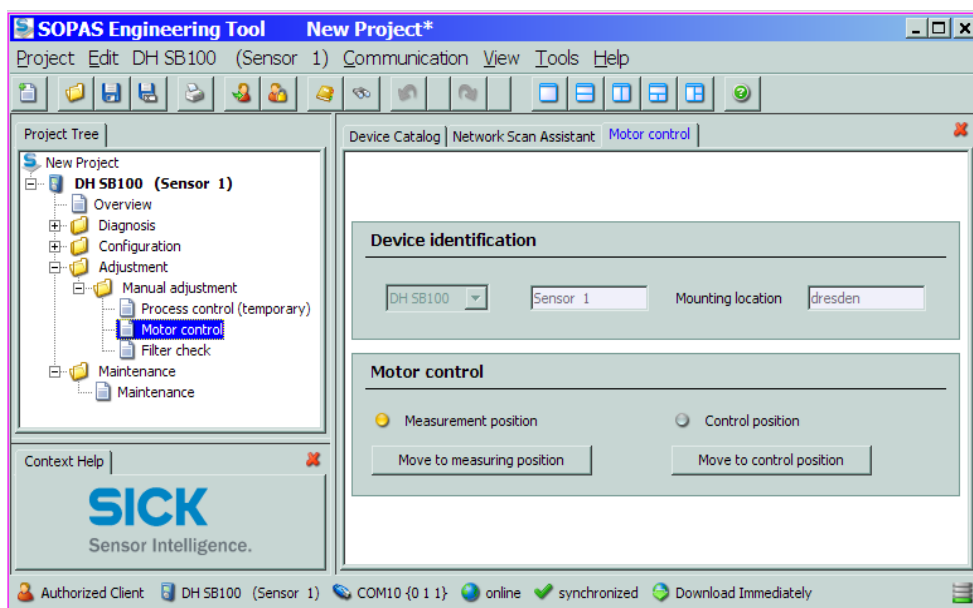 SOPAS Engineering Tool New Project*
Project Edit DH SB100 (Sensor 1) Communication View Tools Help
Project Tree
New Project
DH SB100 (Sensor 1)
Overview
Diagnosis
Configuration
Adjustment
Manual adjustment
Process control (temporary)
Motor control
Filter check
Maintenance
Maintenance
Context Help
SICK
Sensor Intelligence.
Device Catalog Network Scan Assistant Motor control
Device identification
DH SB100 Sensor 1 Mounting location dresden
Motor control
Measurement position Control position
Move to measuring position Move to control position
Authorized Client DH SB100 (Sensor 1) COM10 {0 1 1} online synchronized Download Immediately